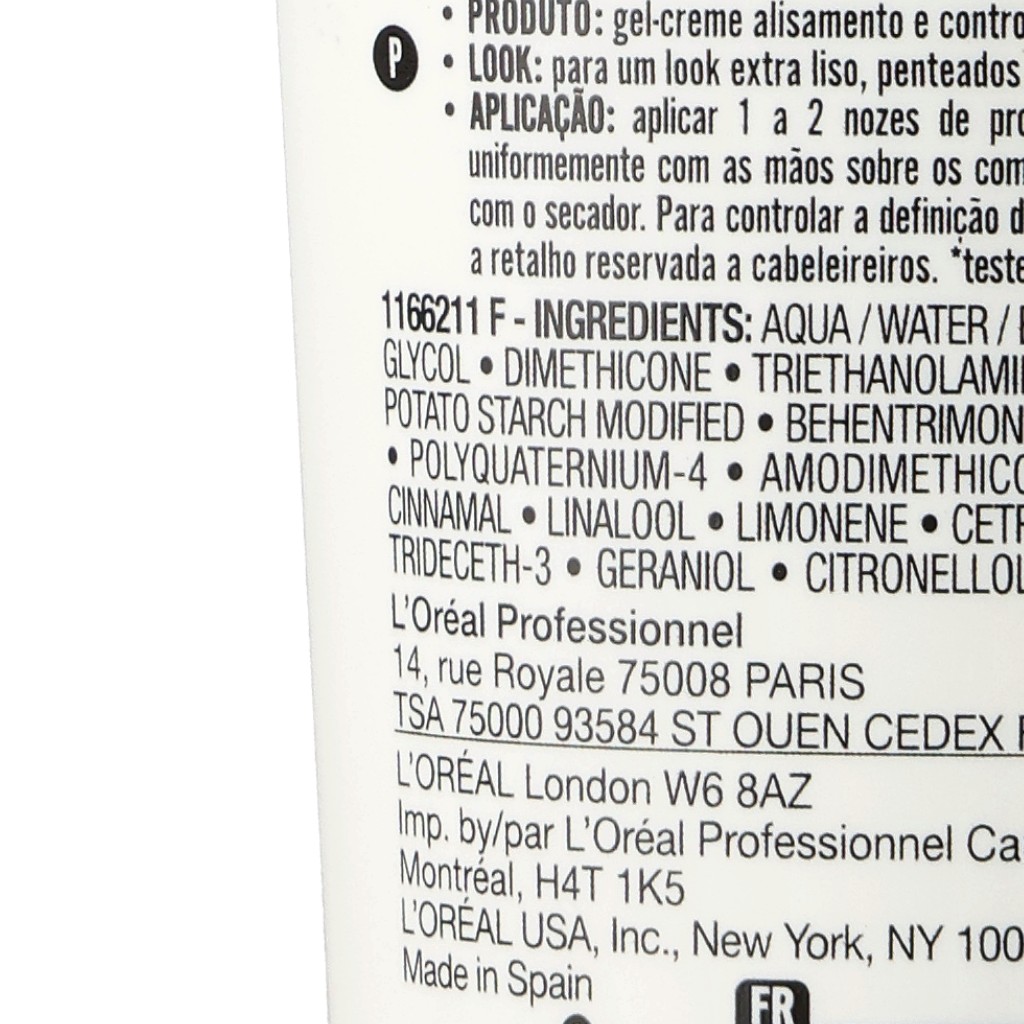 • PRODUTO: gel-creme alisamento e contro
P • LOOK: para um look extra liso, penteados
• APLICAÇÃO: aplicar 1 a 2 nozes de pro
uniformemente com as mãos sobre os com
com o secador. Para controlar a definição d
a retalho reservada a cabeleireiros. *teste
1166211 F - INGREDIENTS: AQUA / WATER /
GLYCOL • DIMETHICONE • TRIETHANOLAMI
POTATO STARCH MODIFIED • BEHENTRIMON
• POLYQUATERNIUM-4 • AMODIMETHICO
CINNAMAL • LINALOOL • LIMONENE • CETR
TRIDECETH-3 • GERANIOL • CITRONELLOL
L'Oréal Professionnel
14, rue Royale 75008 PARIS
TSA 75000 93584 ST OUEN CEDEX
L'ORÉAL London W6 8AZ
Imp. by/par L'Oréal Professionnel Ca
Montréal, H4T 1K5
L'ORÉAL USA, Inc., New York, NY 100
Made in Spain
FR